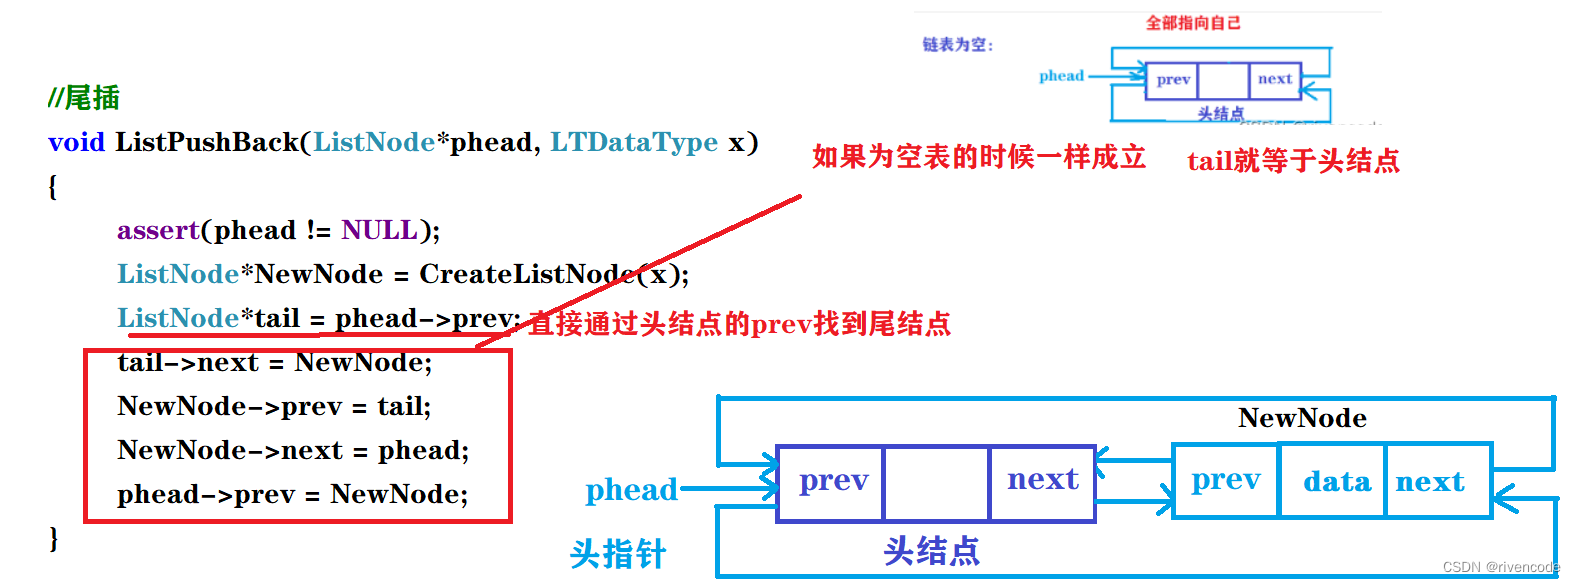 全部指向自己
链表为空：
phead
prev
next
头结点
//尾插
void ListPushBack(ListNode*phead, LTDataType x)
如果为空表的时候一样成立
tail就等于头结点
{
assert(phead != NULL);
ListNode*NewNode = CreateListNode(x);
ListNode*tail = phead->prev;
直接通过头结点的prev找到尾结点
tail->next = NewNode;
NewNode->prev = tail;
NewNode->next = phead;
phead->prev = NewNode;
}
NewNode
phead
prev
next
prev
data
next
头指针
头结点
CSDN @rivencode